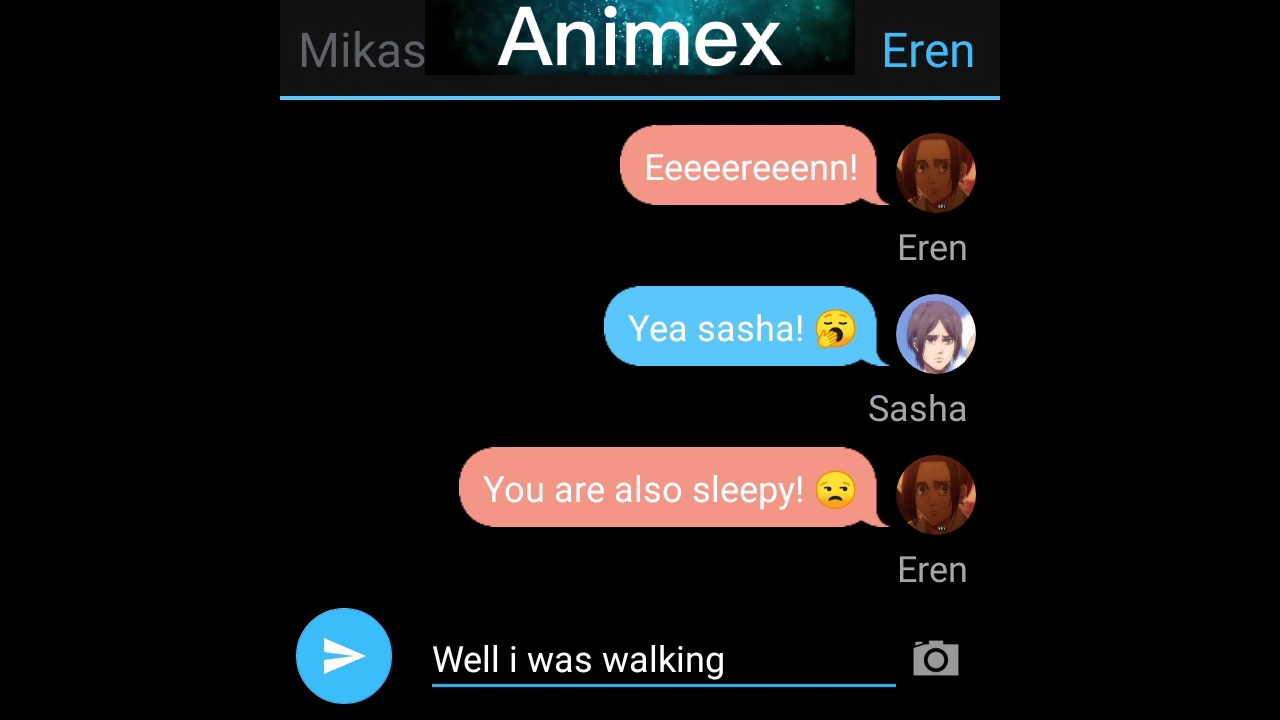 Mikas
Animex
Eren
Eeeeereeenn!
Eren
Yea sasha! 🥱
Sasha
You are also sleepy! 😒
Eren
Well i was walking